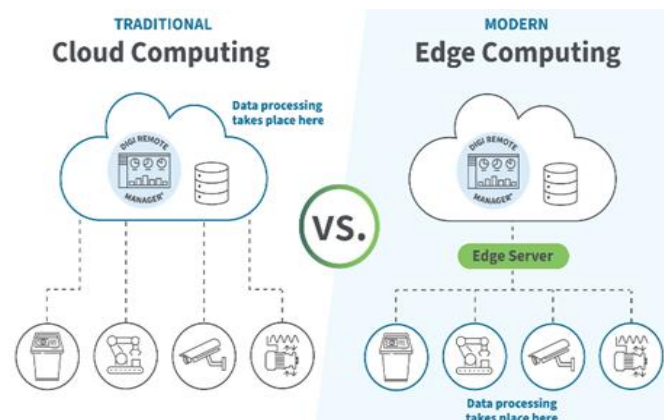 TRADITIONAL
Cloud Computing
Data processing
takes place here
DIGI REMOTE
MANAGER®
VS.
MODERN
Edge Computing
DIGI REMOTE
MANAGER®
Edge Server
Data processing
takes place here